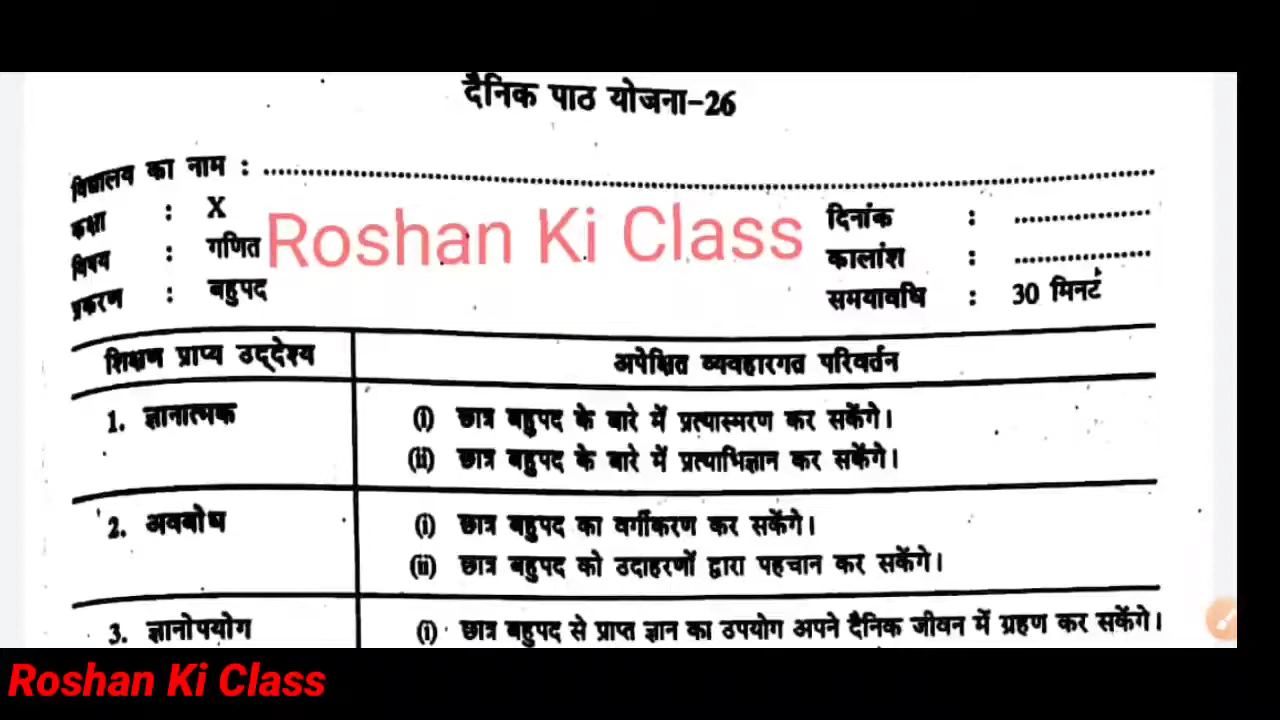 दैनिक पाठ योजना-26
विद्यालय का नाम : ........................................................................
कक्षा : X
Roshan Ki Class
दिनांक : ......................
विषय : गणित
कालांश : ......................
प्रकरण : बहुपद
समयावधि : 30 मिनटं
शिक्षण प्राप्य उद्देश्य अपेक्षित व्यवहारगत परिवर्तन
1. ज्ञानात्मक (i) छात्र बहुपद के बारे में प्रत्यास्मरण कर सकेंगे।
(ii) छात्र बहुपद के बारे में प्रत्याभिज्ञान कर सकेंगे।
2. अवबोध (i) छात्र बहुपद का वर्गीकरण कर सकेंगे।
(ii) छात्र बहुपद को उदाहरणों द्वारा पहचान कर सकेंगे।
3. ज्ञानोपयोग (i) छात्र बहुपद से प्राप्त ज्ञान का उपयोग अपने दैनिक जीवन में ग्रहण कर सकेंगे।
Roshan Ki Class